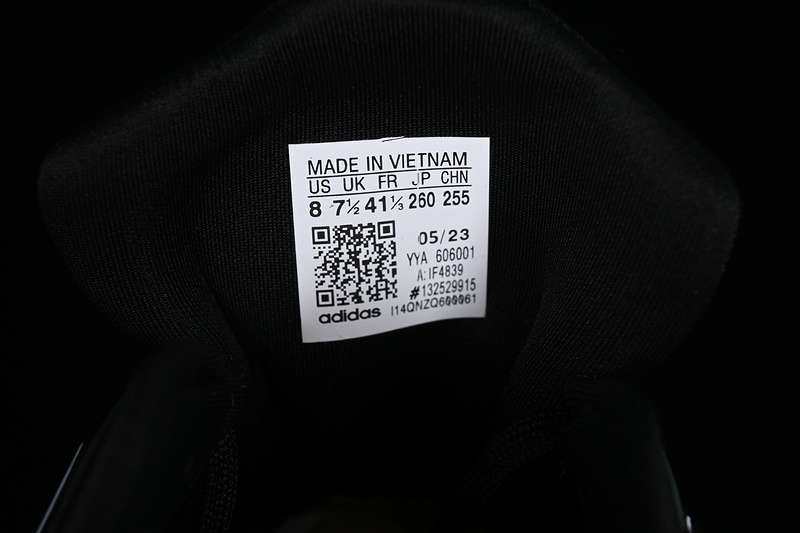 MADE IN VIETNAM
US UK FR JP CHN
8 7½ 41⅓ 260 255
05/23
YYA 606001
A: IF4839
#132529915
adidas I14QNZQ600061